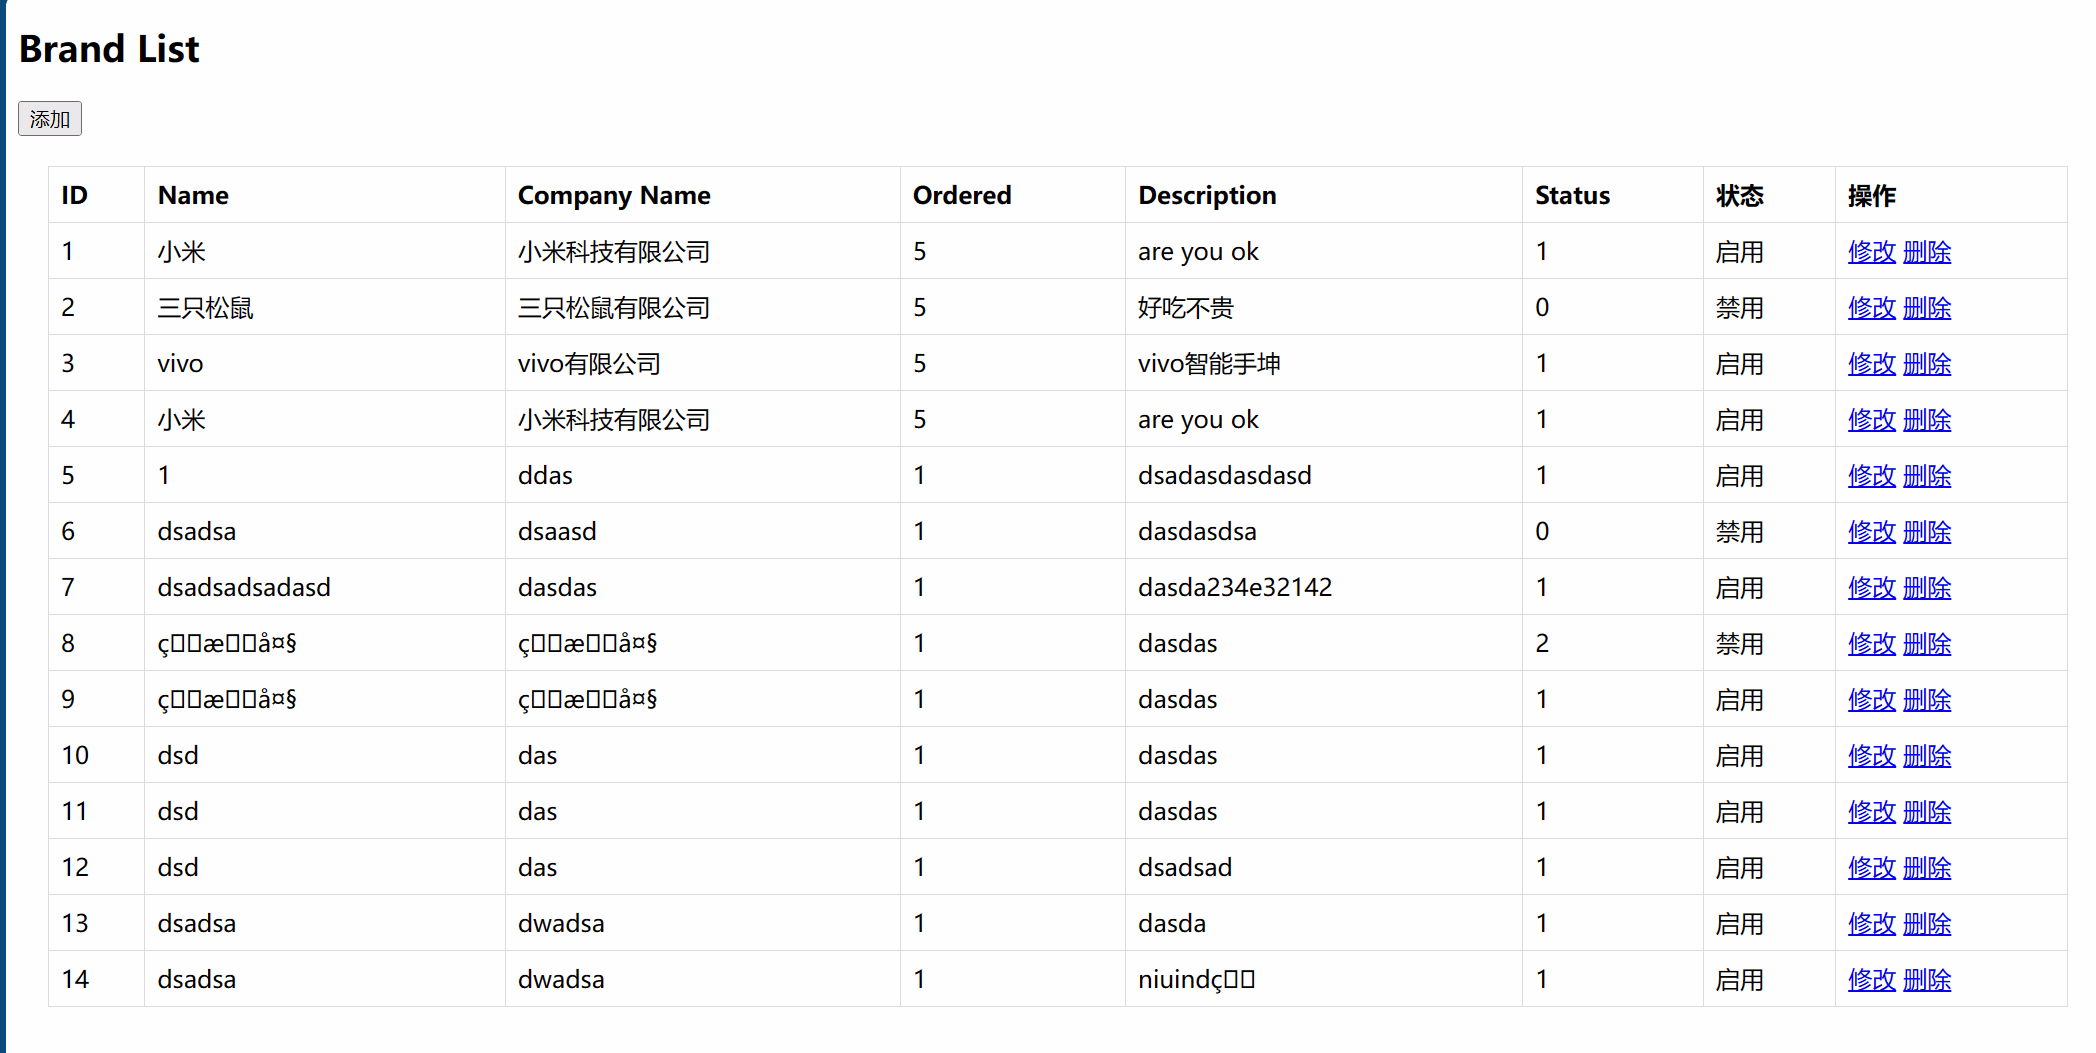 Brand List
添加
ID Name Company Name Ordered Description Status 状态 操作
1 小米 小米科技有限公司 5 are you ok 1 启用 修改 删除
2 三只松鼠 三只松鼠有限公司 5 好吃不贵 0 禁用 修改 删除
3 vivo vivo有限公司 5 vivo智能手坤 1 启用 修改 删除
4 小米 小米科技有限公司 5 are you ok 1 启用 修改 删除
5 1 ddas 1 dsadasdasdasd 1 启用 修改 删除
6 dsadsa dsaasd 1 dasdasdsa 0 禁用 修改 删除
7 dsadsadsadasd dasdas 1 dasda234e32142 1 启用 修改 删除
8 ç□□æ□□å¤§ ç□□æ□□å¤§ 1 dasdas 2 禁用 修改 删除
9 ç□□æ□□å¤§ ç□□æ□□å¤§ 1 dasdas 1 启用 修改 删除
10 dsd das 1 dasdas 1 启用 修改 删除
11 dsd das 1 dasdas 1 启用 修改 删除
12 dsd das 1 dsadsad 1 启用 修改 删除
13 dsadsa dwadsa 1 dasda 1 启用 修改 删除
14 dsadsa dwadsa 1 niuindç□□ 1 启用 修改 删除